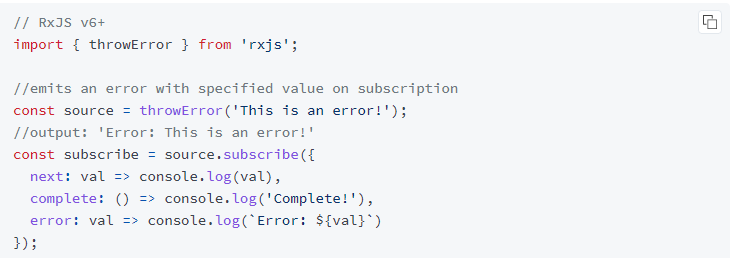 // RxJS v6+
import { throwError } from 'rxjs';

//emits an error with specified value on subscription
const source = throwError('This is an error!');
//output: 'Error: This is an error!'
const subscribe = source.subscribe({
  next: val => console.log(val),
  complete: () => console.log('Complete!'),
  error: val => console.log(`Error: ${val}`)
});